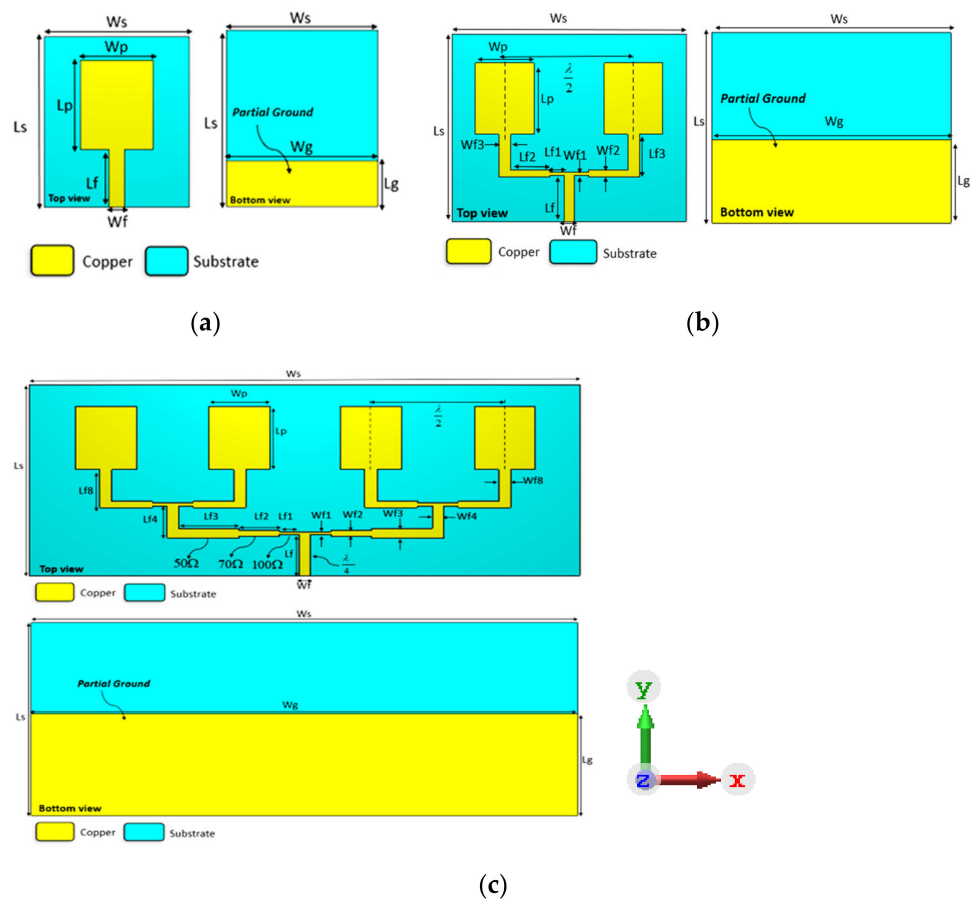 Ws
Wp
Lp
Ls
Lf
Top view
Wf
Ws
Ls
Partial Ground
Wg
Lg
Bottom view
Copper Substrate
(a)
Ws
Wp
λ/2
Lp
Ls
Wf3
Lf2 Lf1 Wf1 Wf2 Lf3
Lf
Top view
Wf
Ws
Ls
Partial Ground
Wg
Lg
Bottom view
Copper Substrate
(b)
Ws
Wp
λ/2
Lp
Ls
Lf8
Wf8
Lf4 Lf3 Lf2 Lf1 Wf1 Wf2 Wf3 Wf4
Lf
50Ω 70Ω 100Ω λ/4
Top view
Wf
Copper Substrate
Ws
Partial Ground
Ls
Wg
Lg
Bottom view
Copper Substrate
y
z x
(c)